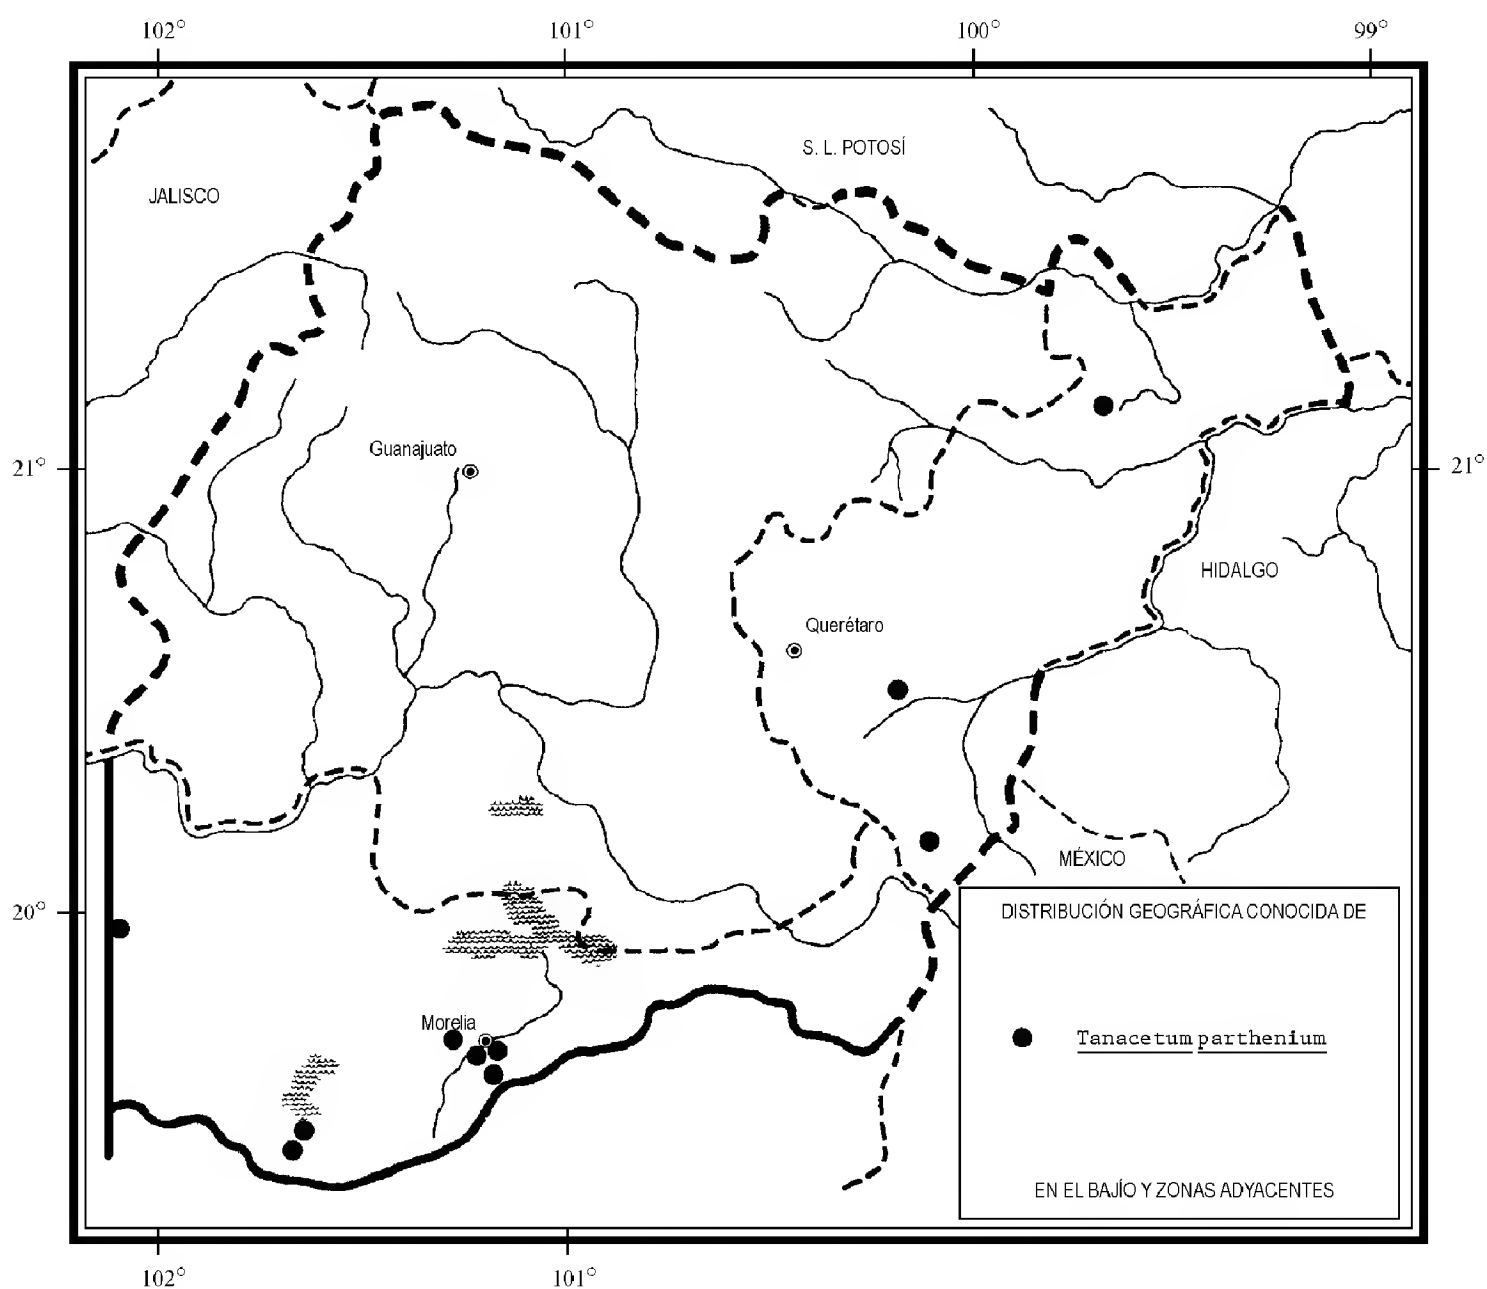 102° 101° 100° 99°
S. L. POTOSÍ
JALISCO
Guanajuato
21° 21°
HIDALGO
Querétaro
MÉXICO
20°
DISTRIBUCIÓN GEOGRÁFICA CONOCIDA DE
Morelia
Tanacetum parthenium
EN EL BAJÍO Y ZONAS ADYACENTES
102° 101°